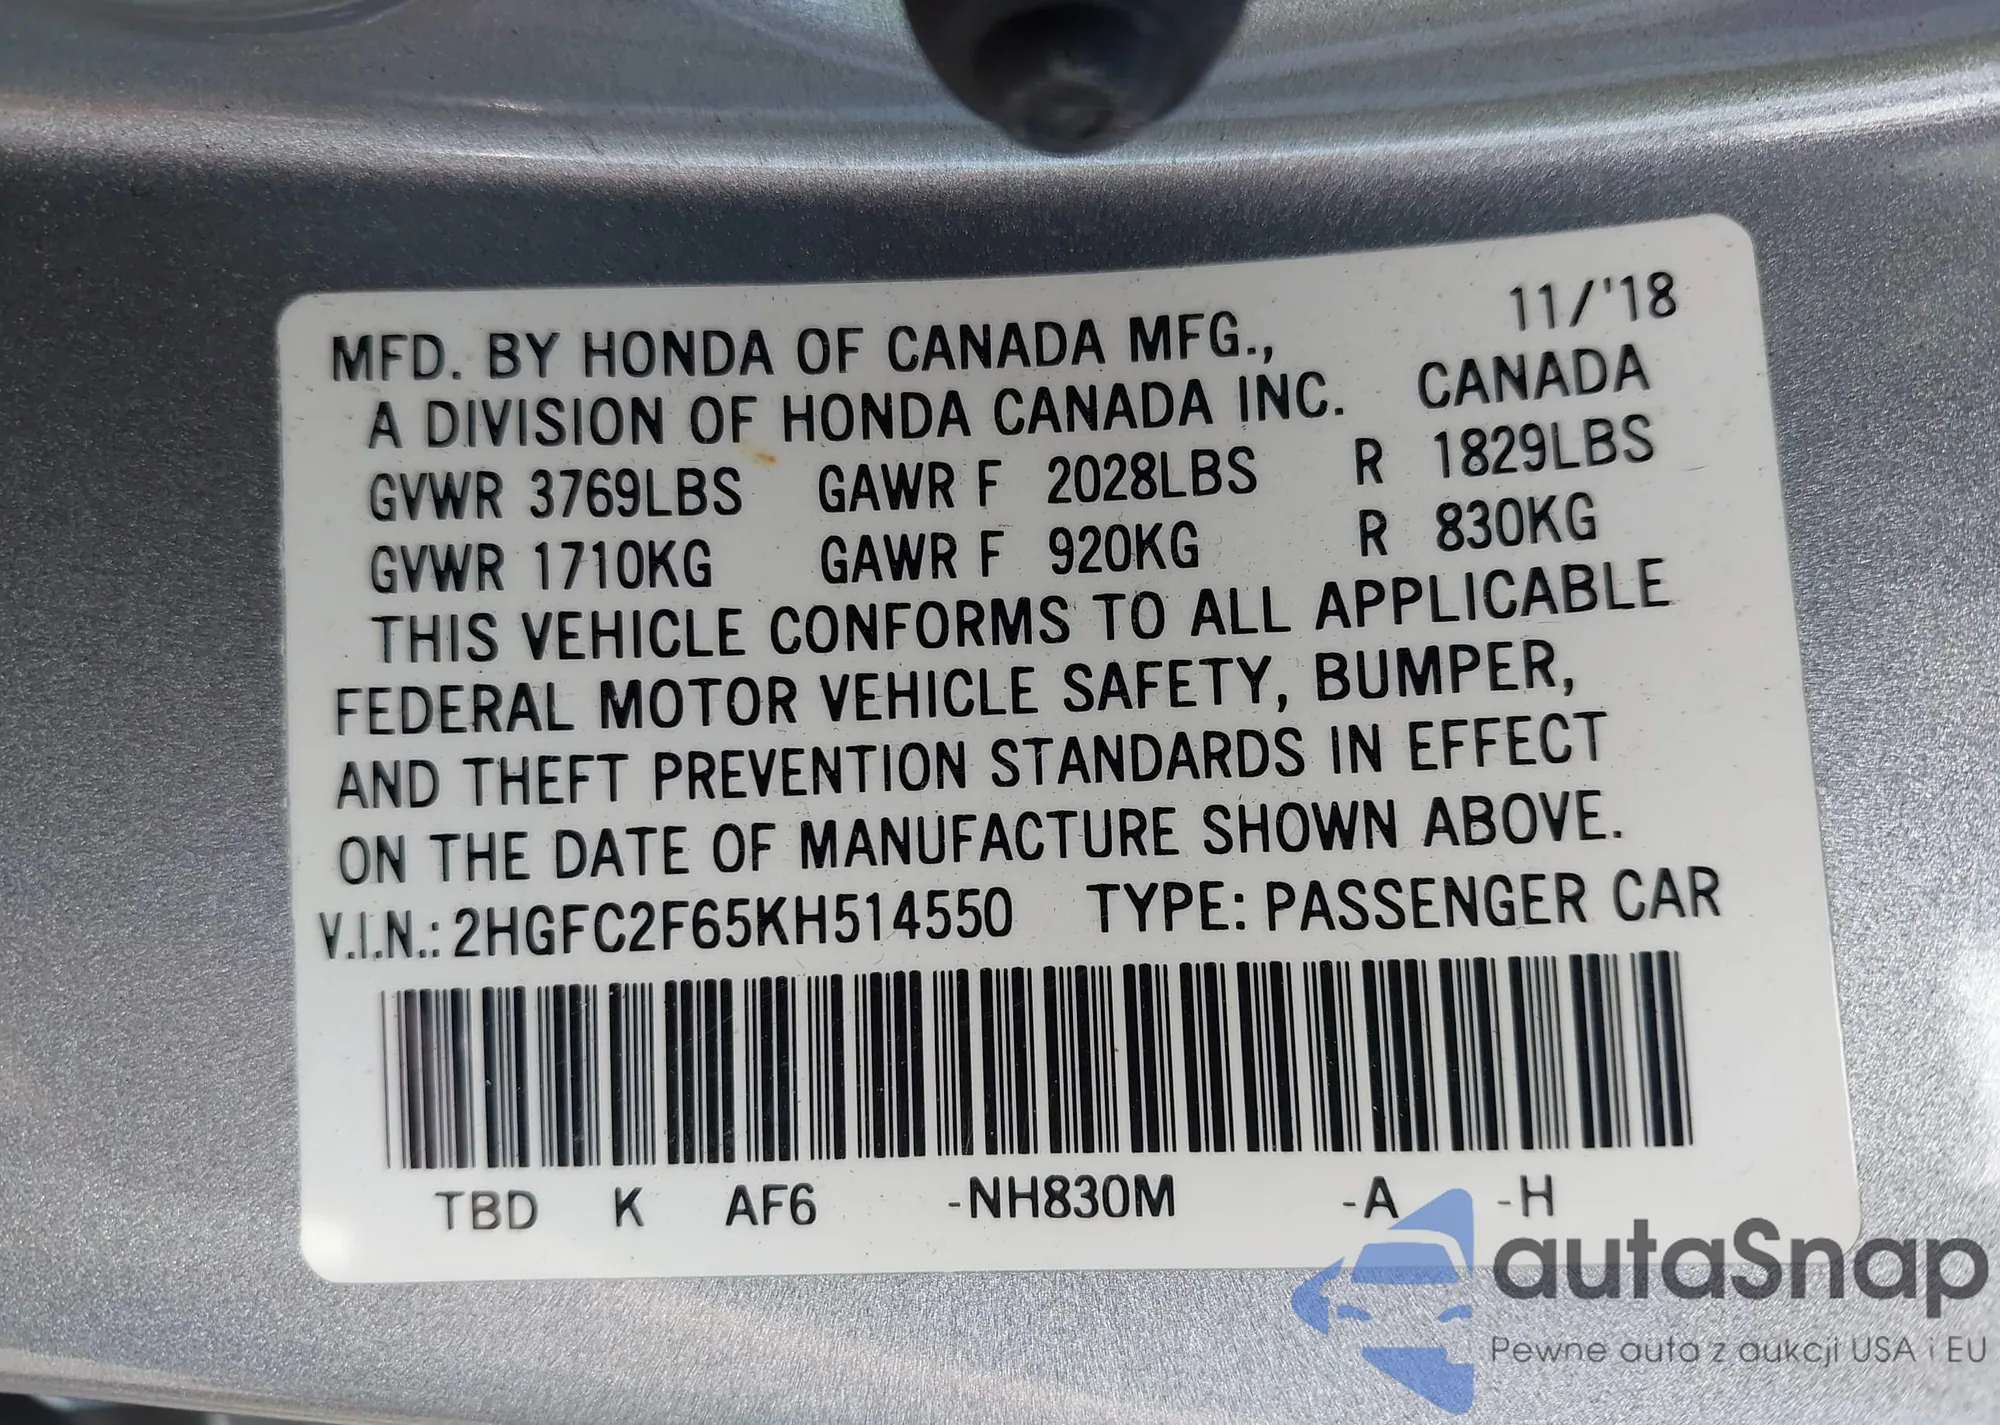 11/'18
MFD. BY HONDA OF CANADA MFG.,
A DIVISION OF HONDA CANADA INC. CANADA
GVWR 3769LBS GAWR F 2028LBS R 1829LBS
GVWR 1710KG GAWR F 920KG R 830KG
THIS VEHICLE CONFORMS TO ALL APPLICABLE
FEDERAL MOTOR VEHICLE SAFETY, BUMPER,
AND THEFT PREVENTION STANDARDS IN EFFECT
ON THE DATE OF MANUFACTURE SHOWN ABOVE.
V.I.N.: 2HGFC2F65KH514550 TYPE: PASSENGER CAR
TBD K AF6 -NH830M -A -H
autaSnap
Pewne auta z aukcji USA i EU